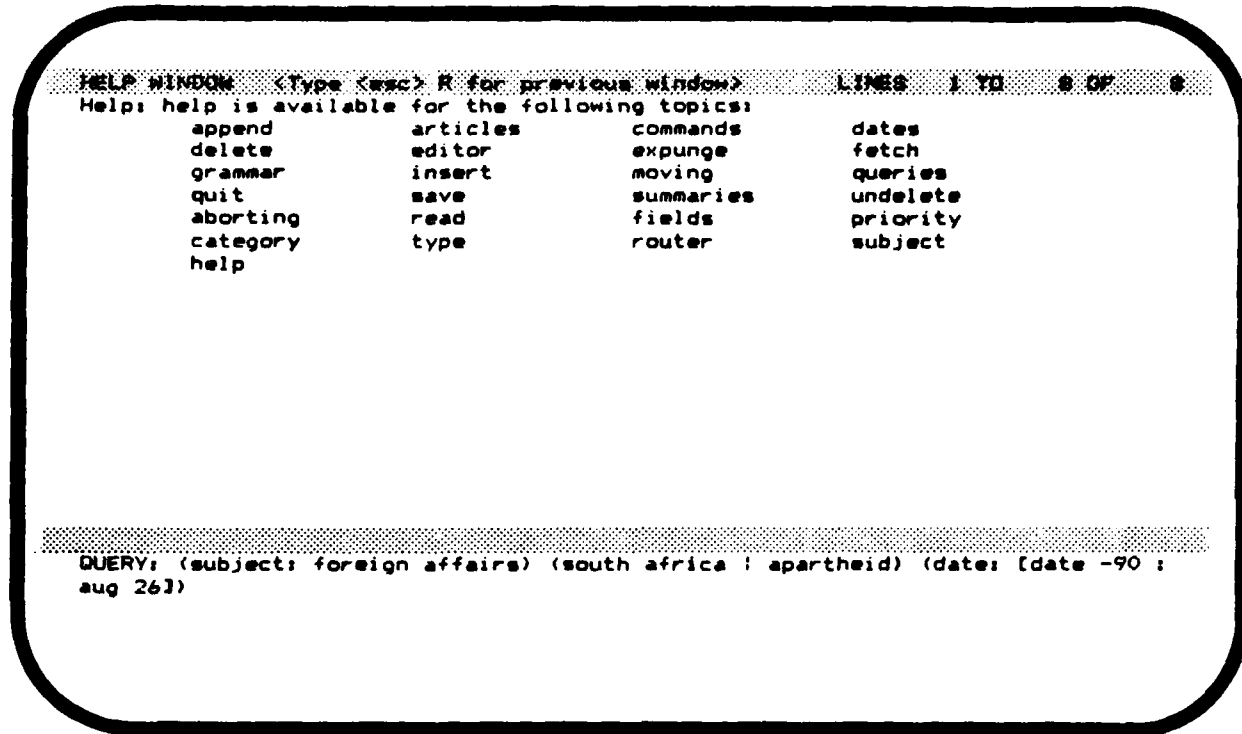 HELP WINDOW <Type <esc> R for previous window> LINES 1 TO 8 OF 8
Help: help is available for the following topics:
append articles commands dates
delete editor expunge fetch
grammar insert moving queries
quit save summaries undelete
aborting read fields priority
category type router subject
help
QUERY: (subject: foreign affairs) (south africa | apartheid) (date: [date -90 :
aug 26])